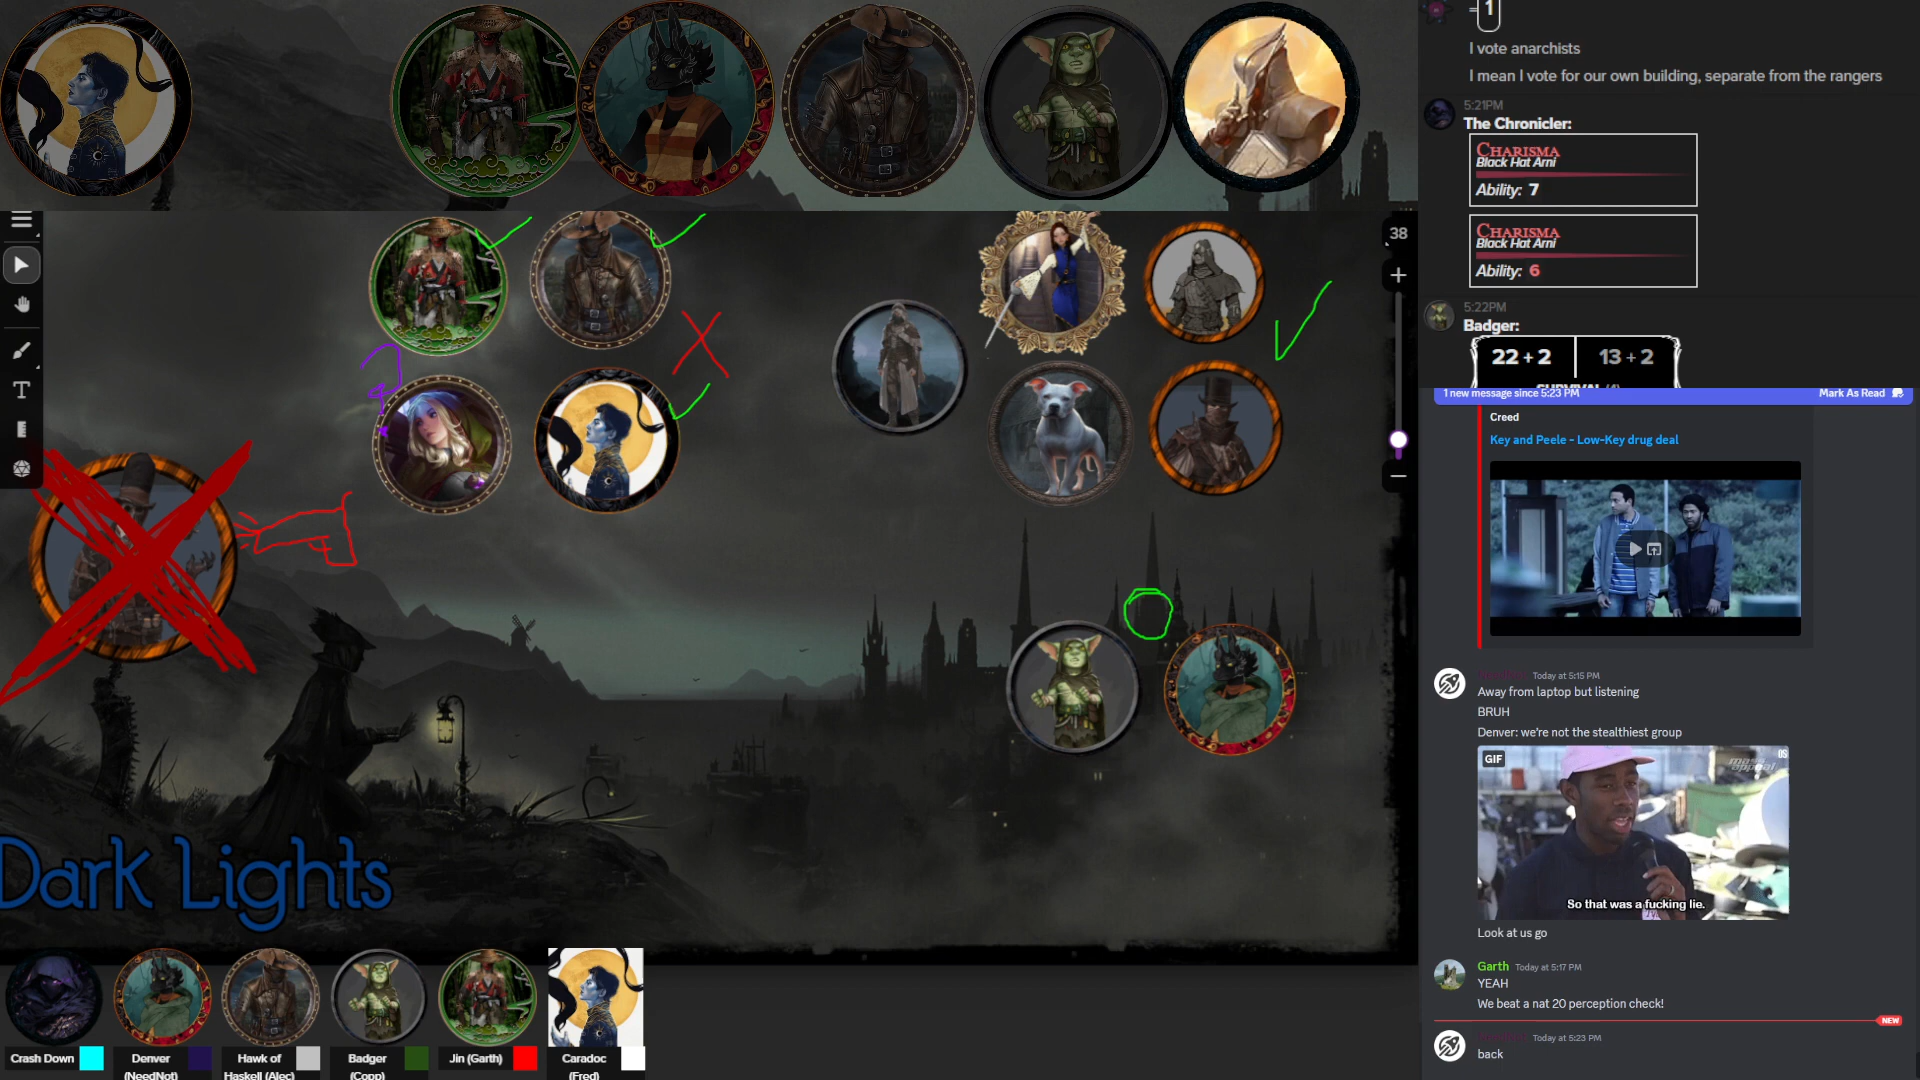 =1
I vote anarchists
I mean I vote for our own building, separate from the rangers
5:21PM
The Chronicler:
CHARISMA
Black Hat Arni
Ability: 7
CHARISMA
Black Hat Arni
Ability: 6
5:22PM
Badger:
22 + 2 13 + 2
1 new message since 5:23 PM Mark As Read
Creed
Key and Peele - Low-Key drug deal
Today at 5:15 PM
Away from laptop but listening
BRUH
Denver: we're not the stealthiest group
GIF
mass appeal
So that was a fucking lie.
Look at us go
Garth Today at 5:17 PM
YEAH
We beat a nat 20 perception check!
NEW
Today at 5:23 PM
back
38
T
Dark Lights
Crash Down
Denver
(NeedNot)
Hawk of
Haskell (Alec)
Badger
(Copp)
Jin (Garth)
Caradoc
(Fred)